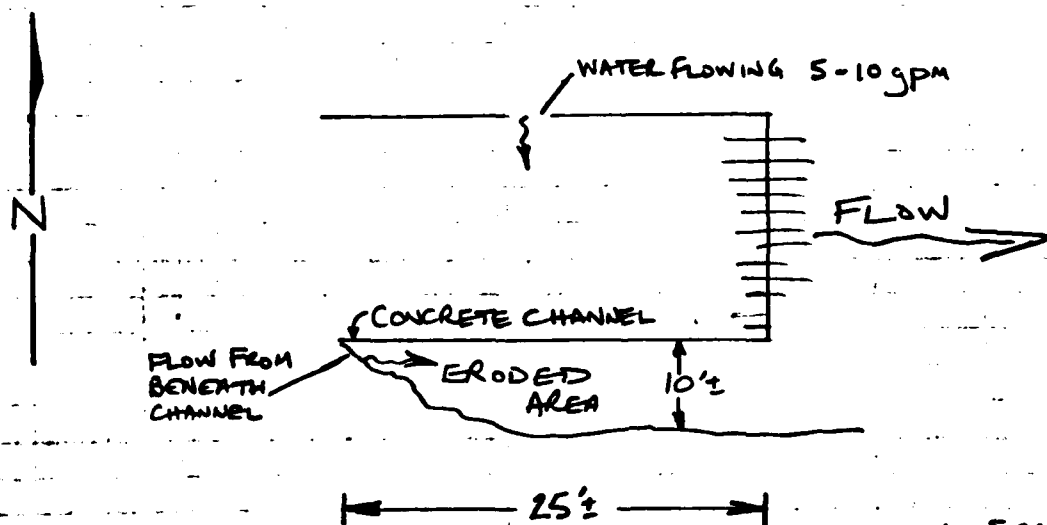 WATER FLOWING 5-10 gpm
N
FLOW
CONCRETE CHANNEL
FLOW FROM
BENEATH
CHANNEL
ERODED
AREA
10'±
25'±